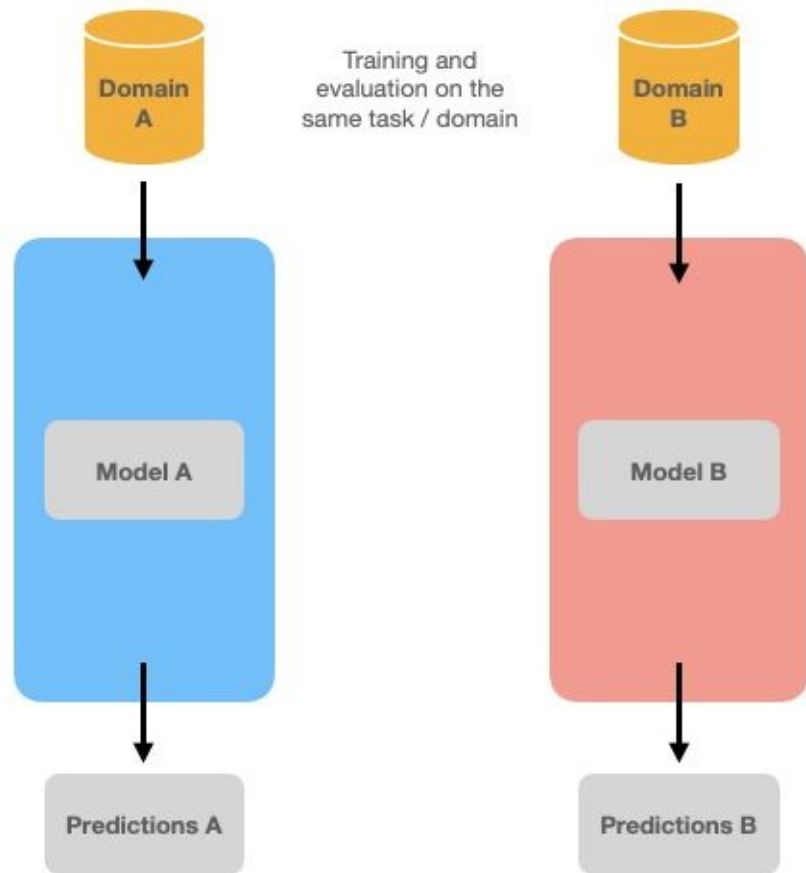 Domain
A
Training and
evaluation on the
same task / domain
Domain
B
Model A
Model B
Predictions A
Predictions B